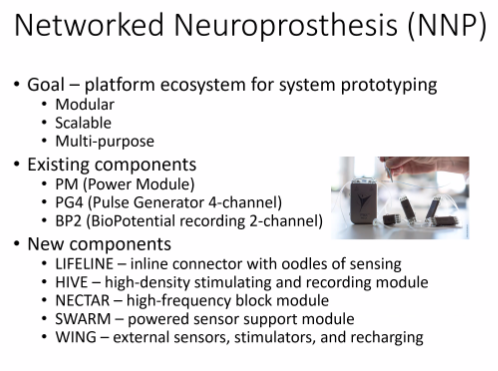 Networked Neuroprosthesis (NNP)
• Goal – platform ecosystem for system prototyping
• Modular
• Scalable
• Multi-purpose
• Existing components
• PM (Power Module)
• PG4 (Pulse Generator 4-channel)
• BP2 (BioPotential recording 2-channel)
• New components
• LIFELINE – inline connector with oodles of sensing
• HIVE – high-density stimulating and recording module
• NECTAR – high-frequency block module
• SWARM – powered sensor support module
• WING – external sensors, stimulators, and recharging